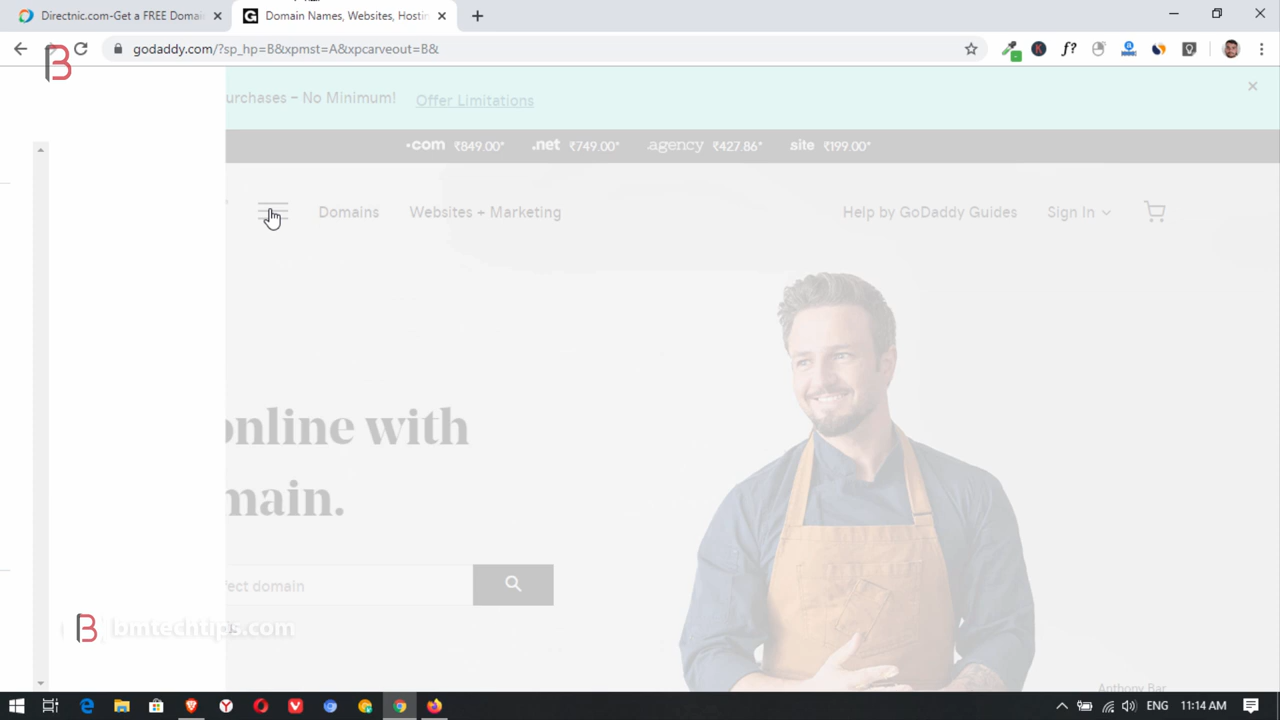 Directnic.com-Get a FREE Domai
Domain Names, Websites, Hostin
godaddy.com/?sp_hp=B&xpmst=A&xpcarveout=B&
urchases – No Minimum! Offer Limitations
.com ₹849.00* .net ₹749.00* .agency ₹427.86* .site ₹199.00*
Domains Websites + Marketing Help by GoDaddy Guides Sign In
online with
main.
fect domain
bmtechtips.com
Anthony Bar
ENG 11:14 AM